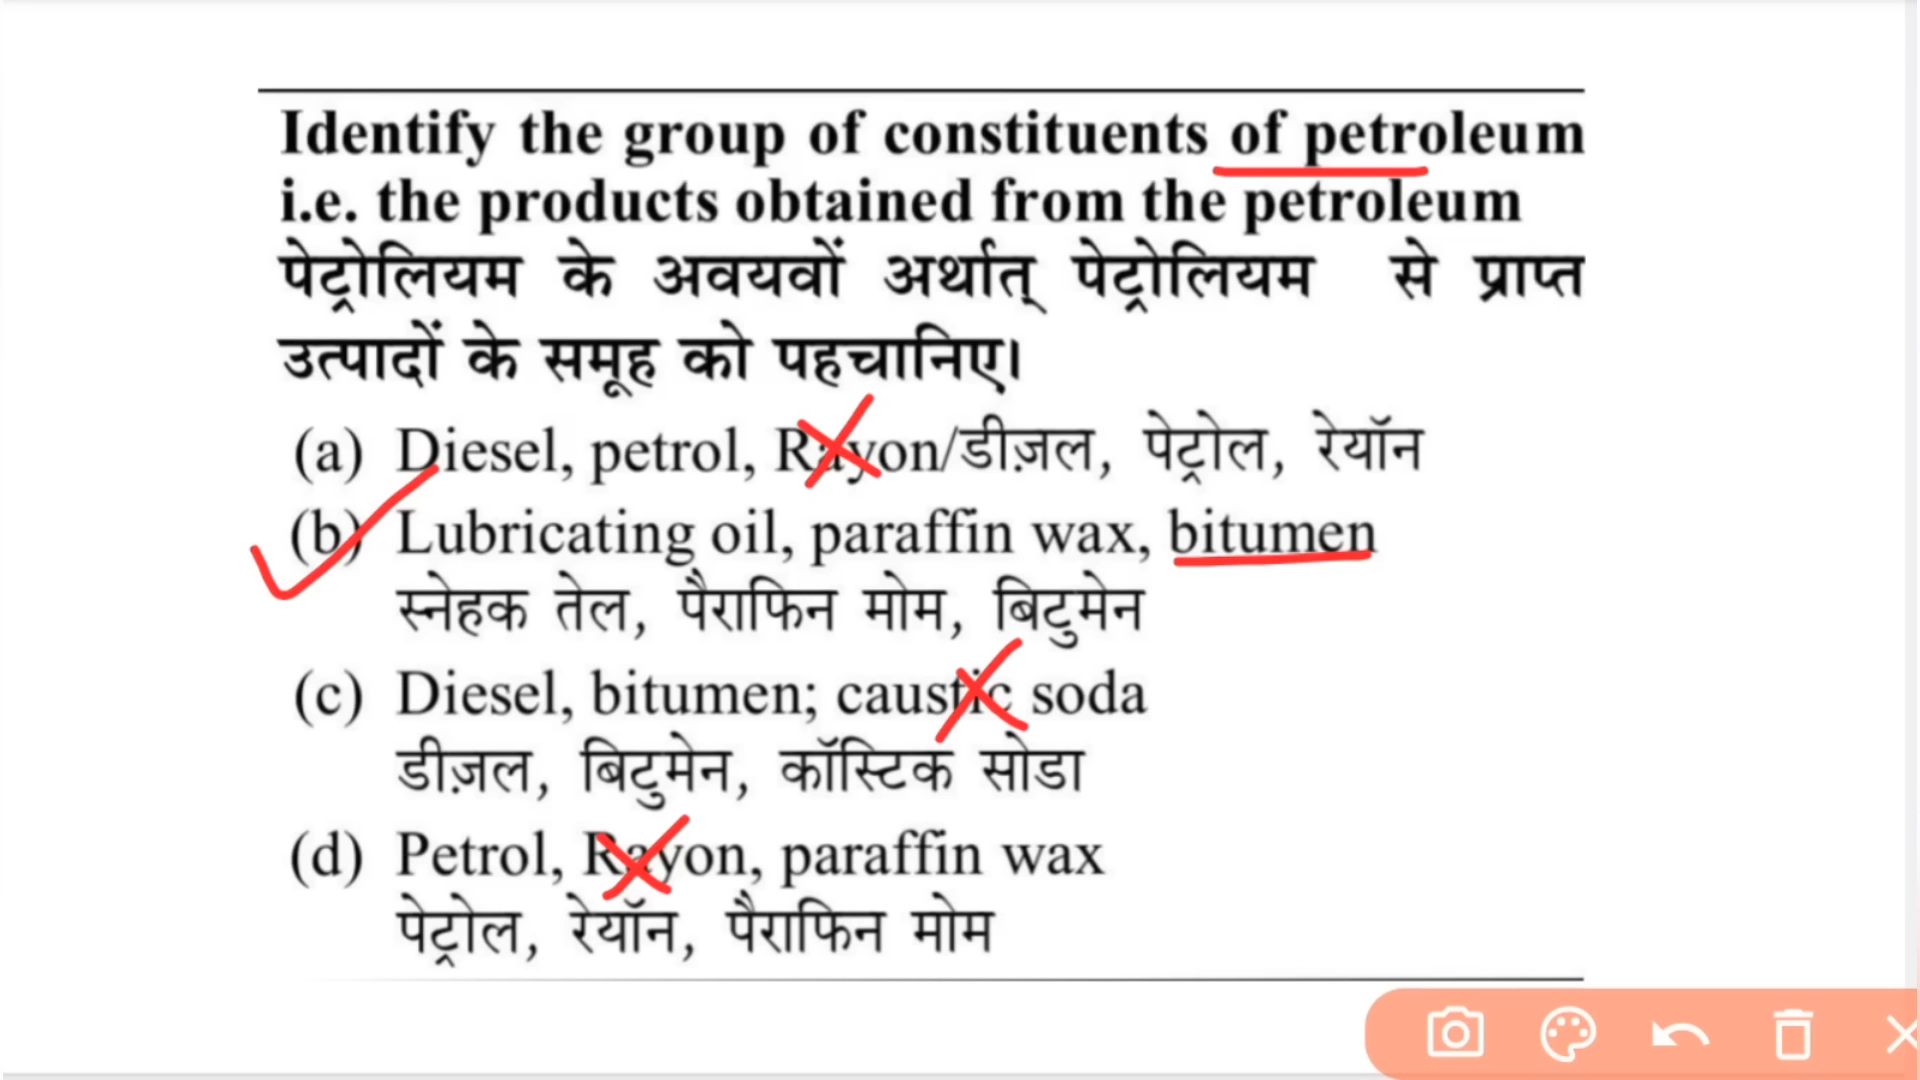 Identify the group of constituents of petroleum
i.e. the products obtained from the petroleum
पेट्रोलियम के अवयवों अर्थात् पेट्रोलियम से प्राप्त
उत्पादों के समूह को पहचानिए।
(a) Diesel, petrol, Rayon/डीज़ल, पेट्रोल, रेयॉन
(b) Lubricating oil, paraffin wax, bitumen
स्नेहक तेल, पैराफिन मोम, बिटुमेन
(c) Diesel, bitumen; caustic soda
डीज़ल, बिटुमेन, कॉस्टिक सोडा
(d) Petrol, Rayon, paraffin wax
पेट्रोल, रेयॉन, पैराफिन मोम